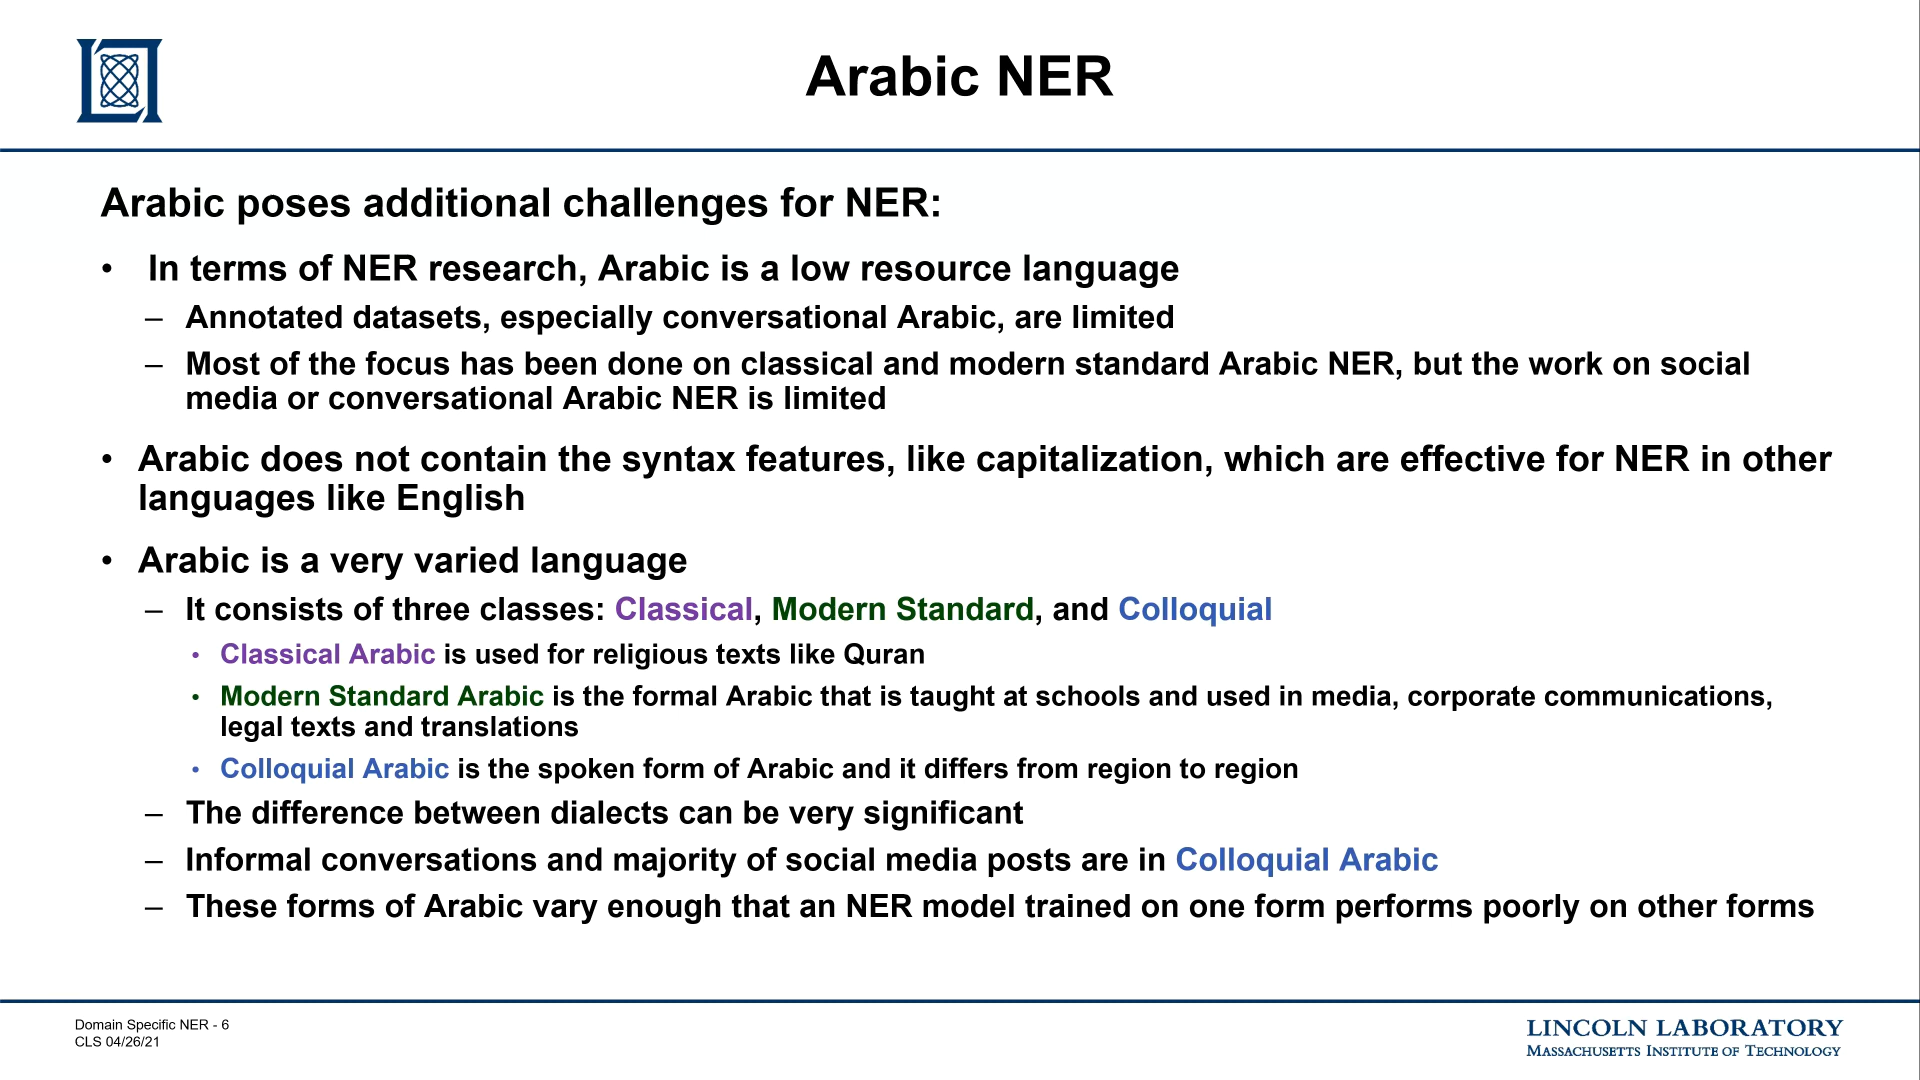 Arabic NER
Arabic poses additional challenges for NER:
• In terms of NER research, Arabic is a low resource language
– Annotated datasets, especially conversational Arabic, are limited
– Most of the focus has been done on classical and modern standard Arabic NER, but the work on social
media or conversational Arabic NER is limited
• Arabic does not contain the syntax features, like capitalization, which are effective for NER in other
languages like English
• Arabic is a very varied language
– It consists of three classes: Classical, Modern Standard, and Colloquial
• Classical Arabic is used for religious texts like Quran
• Modern Standard Arabic is the formal Arabic that is taught at schools and used in media, corporate communications,
legal texts and translations
• Colloquial Arabic is the spoken form of Arabic and it differs from region to region
– The difference between dialects can be very significant
– Informal conversations and majority of social media posts are in Colloquial Arabic
– These forms of Arabic vary enough that an NER model trained on one form performs poorly on other forms
Domain Specific NER - 6
CLS 04/26/21
LINCOLN LABORATORY
MASSACHUSETTS INSTITUTE OF TECHNOLOGY